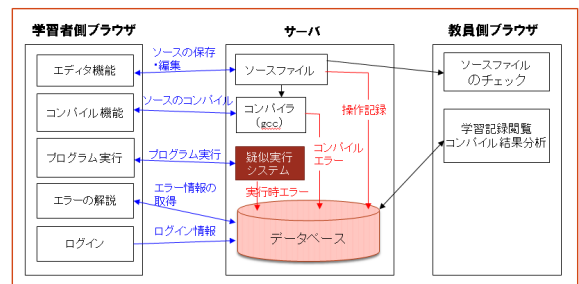 学習者側ブラウザ
サーバ
教員側ブラウザ
エディタ機能
コンパイル機能
プログラム実行
エラーの解説
ログイン
ソースの保存
・編集
ソースのコンパイル
プログラム実行
エラー情報の
取得
ログイン情報
ソースファイル
コンパイラ
(gcc)
疑似実行
システム
操作記録
コンパイル
エラー
実行時エラー
データベース
ソースファイル
のチェック
学習記録閲覧
コンパイル結果分析